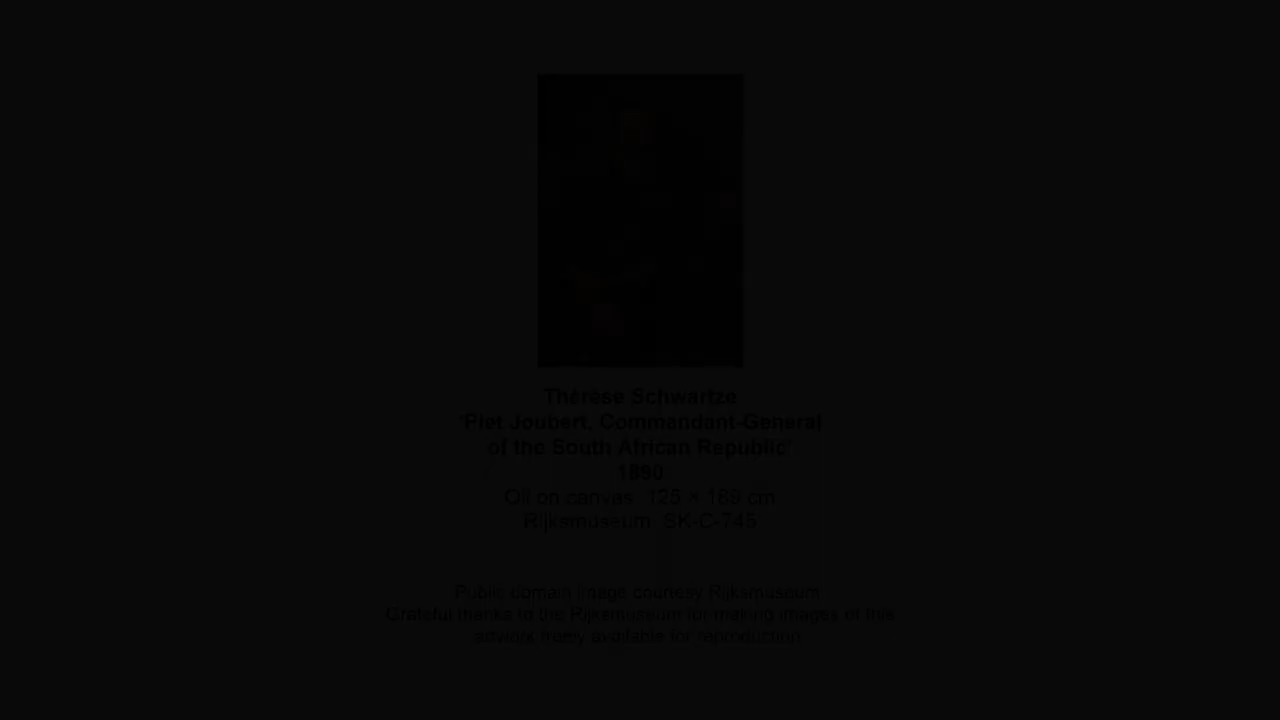 Thérèse Schwartze
'Piet Joubert, Commandant-General
of the South African Republic'
1890
Oil on canvas 125 × 189 cm
Rijksmuseum SK-C-745
Public domain image courtesy Rijksmuseum
Grateful thanks to the Rijksmuseum for making images of this
artwork freely available for reproduction